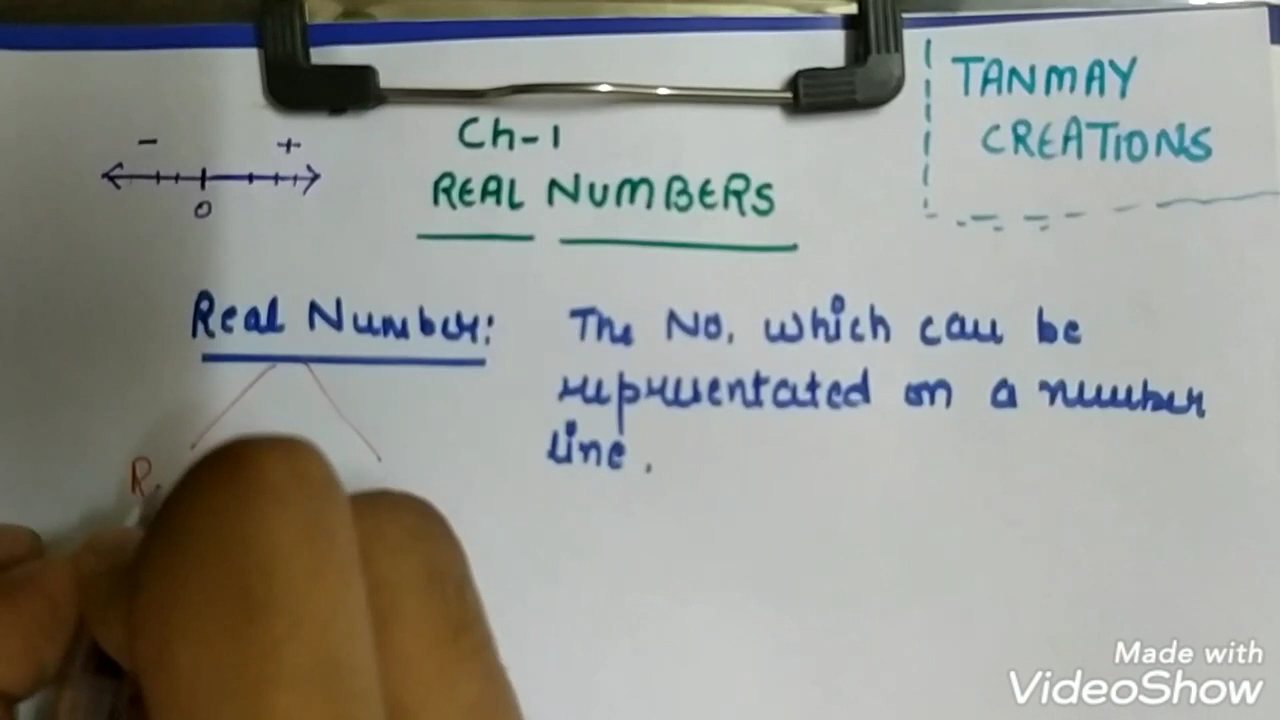 TANMAY
CREATIONS
Ch-1
REAL NUMBERS
- +
0
Real Number: The No. which can be
representated on a number
line.
R
Made with
VideoShow